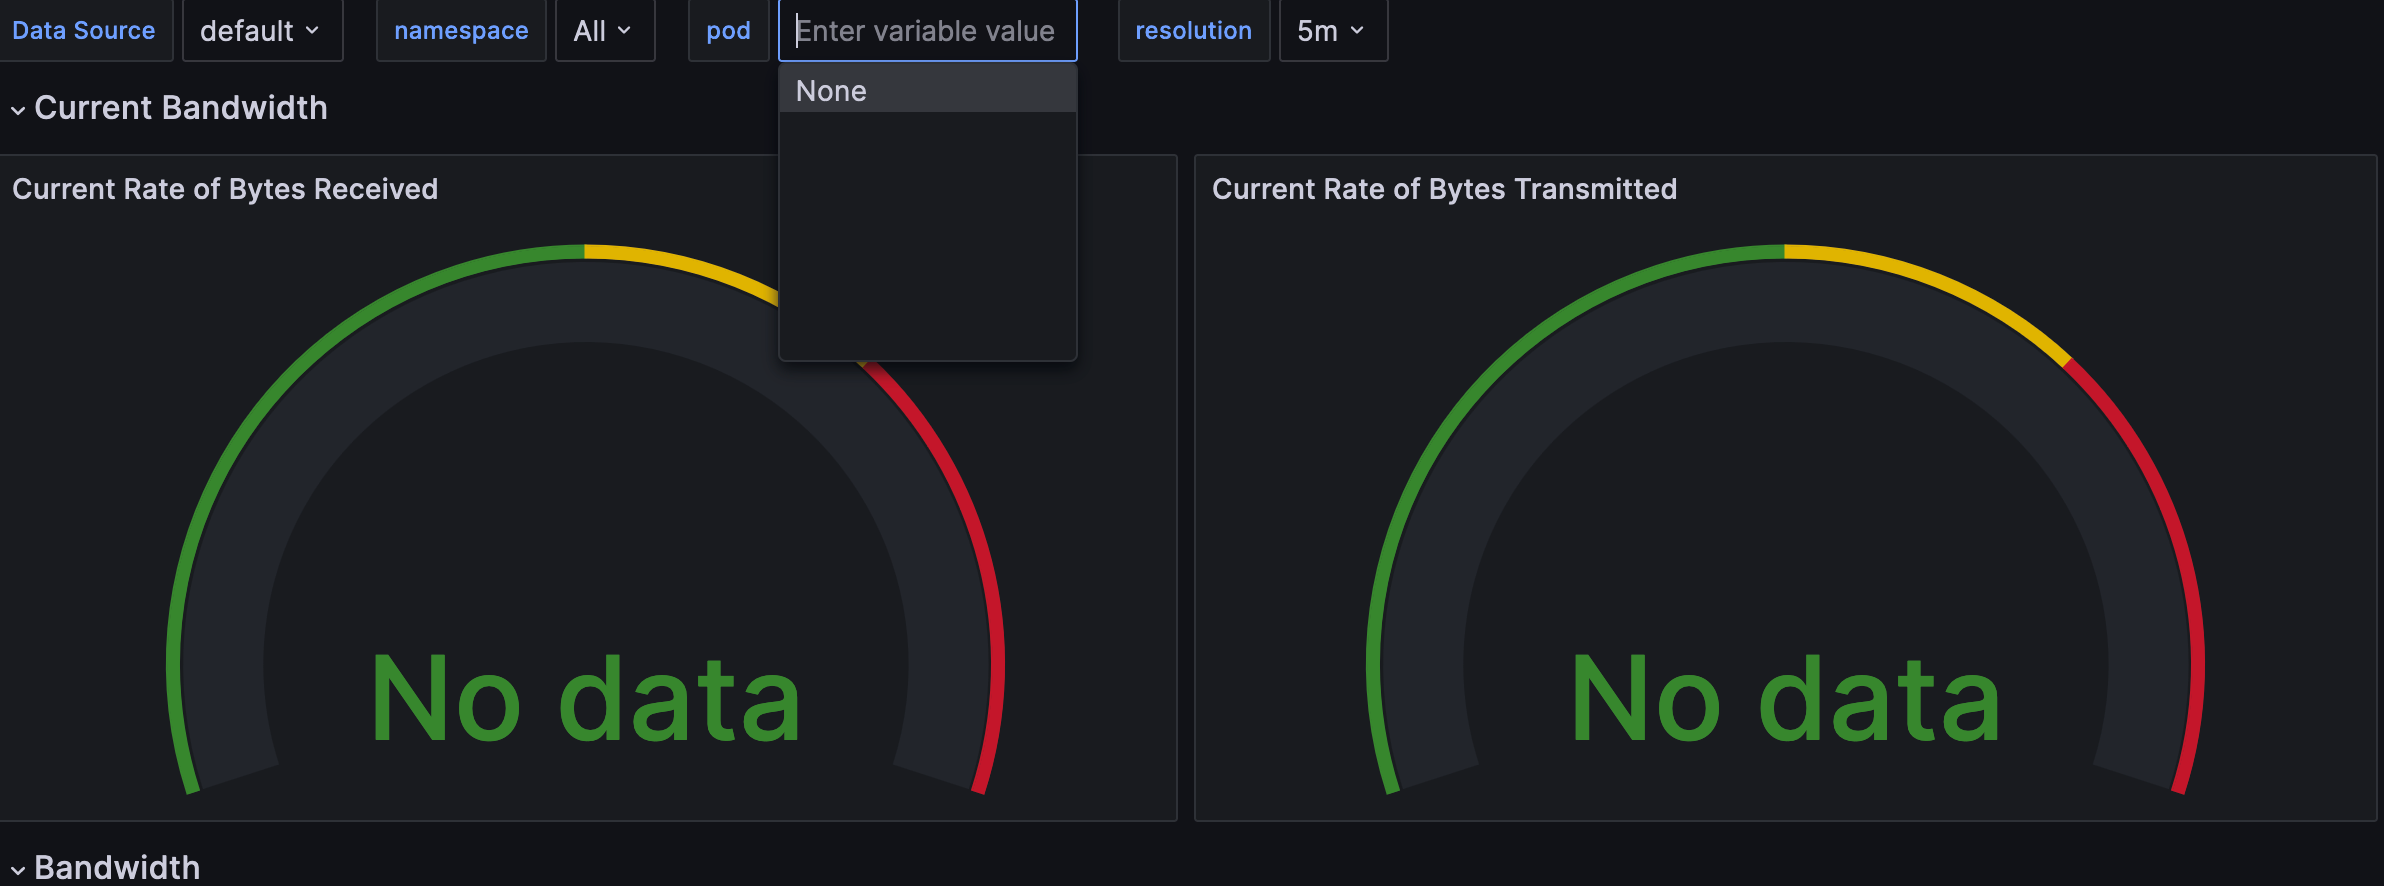 Data Source default namespace All pod Enter variable value resolution 5m
None
Current Bandwidth
Current Rate of Bytes Received
No data
Current Rate of Bytes Transmitted
No data
Bandwidth